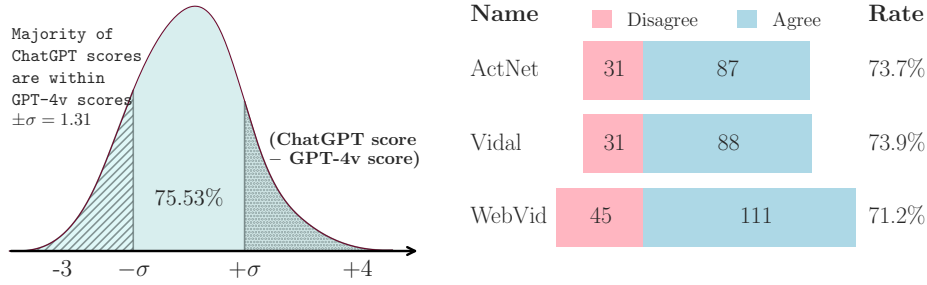 Majority of
ChatGPT scores
are within
GPT-4v scores
±σ = 1.31
75.53%
(ChatGPT score
− GPT-4v score)
-3 −σ +σ +4
Name Disagree Agree Rate
ActNet 31 87 73.7%
Vidal 31 88 73.9%
WebVid 45 111 71.2%